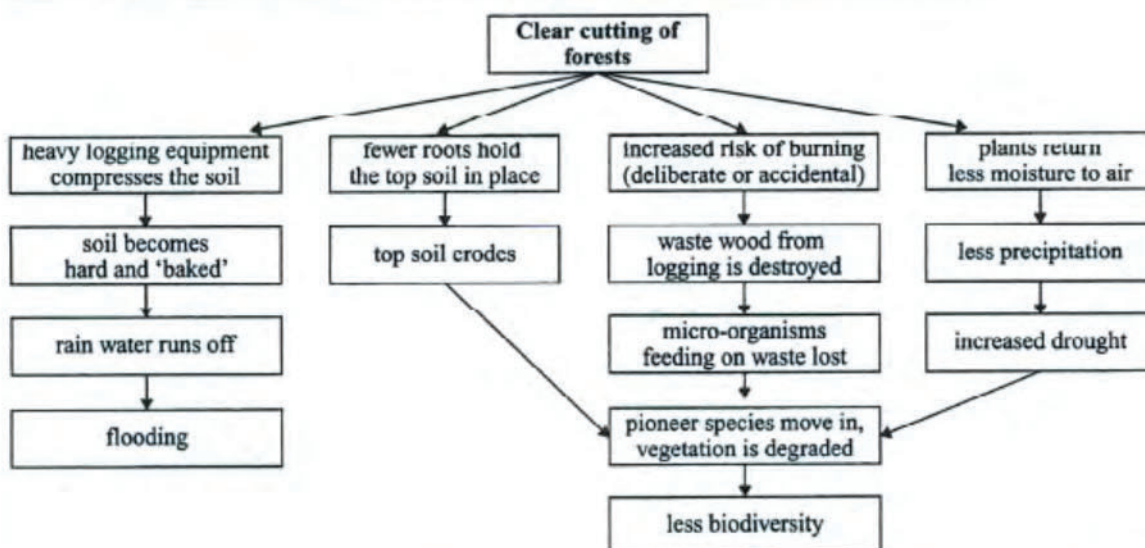 Clear cutting of
forests
heavy logging equipment
compresses the soil
fewer roots hold
the top soil in place
increased risk of burning
(deliberate or accidental)
plants return
less moisture to air
soil becomes
hard and ‘baked’
top soil erodes
waste wood from
logging is destroyed
less precipitation
rain water runs off
micro-organisms
feeding on waste lost
increased drought
flooding
pioneer species move in,
vegetation is degraded
less biodiversity